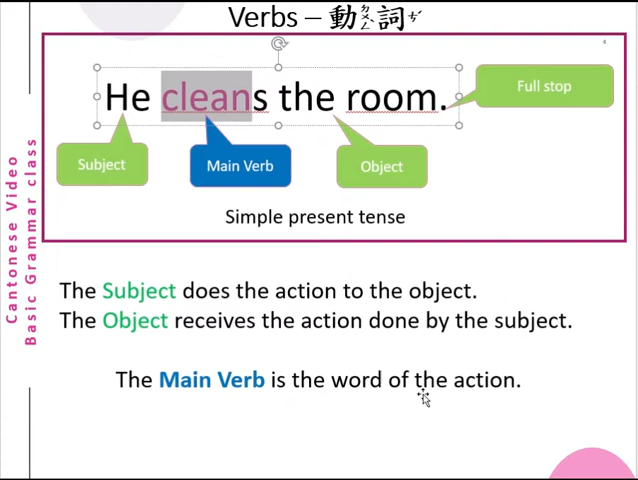 Verbs – 動詞
He cleans the room.
Full stop
Subject
Main Verb
Object
Simple present tense
The Subject does the action to the object.
The Object receives the action done by the subject.
The Main Verb is the word of the action.
Cantonese Video
Basic Grammar class